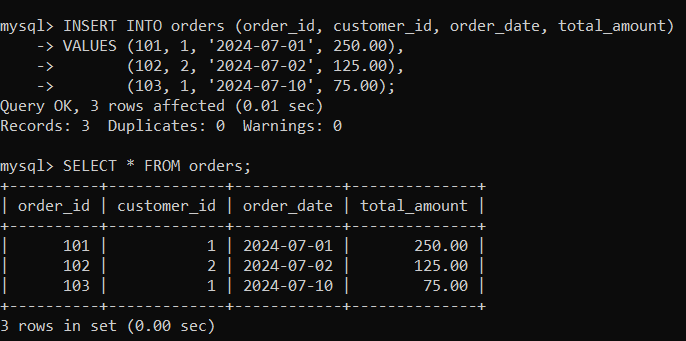 mysql> INSERT INTO orders (order_id, customer_id, order_date, total_amount)
    -> VALUES (101, 1, '2024-07-01', 250.00),
    ->        (102, 2, '2024-07-02', 125.00),
    ->        (103, 1, '2024-07-10', 75.00);
Query OK, 3 rows affected (0.01 sec)
Records: 3  Duplicates: 0  Warnings: 0

mysql> SELECT * FROM orders;
+----------+-------------+------------+--------------+
| order_id | customer_id | order_date | total_amount |
+----------+-------------+------------+--------------+
|      101 |           1 | 2024-07-01 |       250.00 |
|      102 |           2 | 2024-07-02 |       125.00 |
|      103 |           1 | 2024-07-10 |        75.00 |
+----------+-------------+------------+--------------+
3 rows in set (0.00 sec)